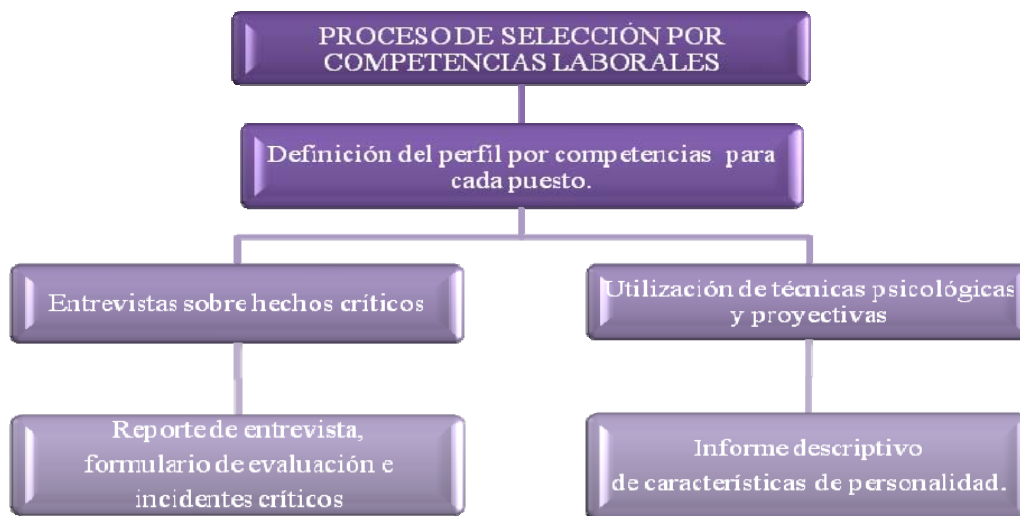 PROCESO DE SELECCIÓN POR
COMPETENCIAS LABORALES
Definición del perfil por competencias para
cada puesto.
Entrevistas sobre hechos críticos
Utilización de técnicas psicológicas
y proyectivas
Reporte de entrevista,
formulario de evaluación e
incidentes críticos
Informe descriptivo
de características de personalidad.